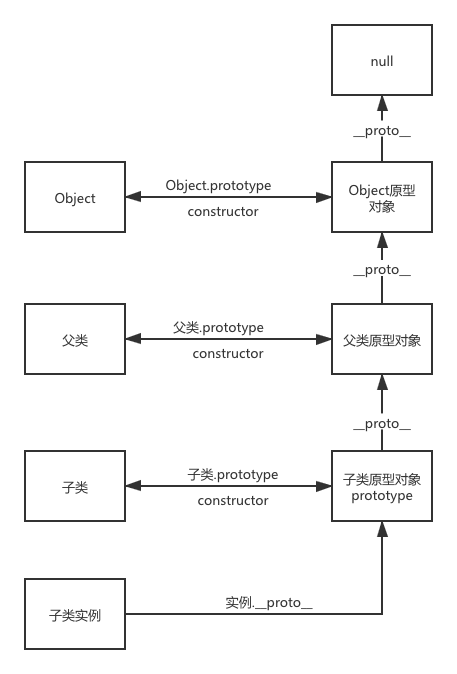 null
__proto__
Object
Object.prototype
constructor
Object原型
对象
__proto__
父类
父类.prototype
constructor
父类原型对象
__proto__
子类
子类.prototype
constructor
子类原型对象
prototype
子类实例
实例.__proto__